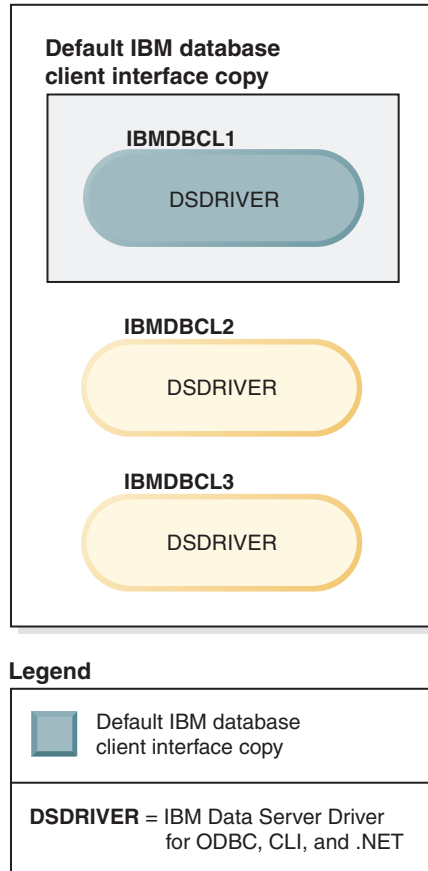 Default IBM database
client interface copy
IBMDBCL1
DSDRIVER
IBMDBCL2
DSDRIVER
IBMDBCL3
DSDRIVER
Legend
Default IBM database
client interface copy
DSDRIVER = IBM Data Server Driver
for ODBC, CLI, and .NET